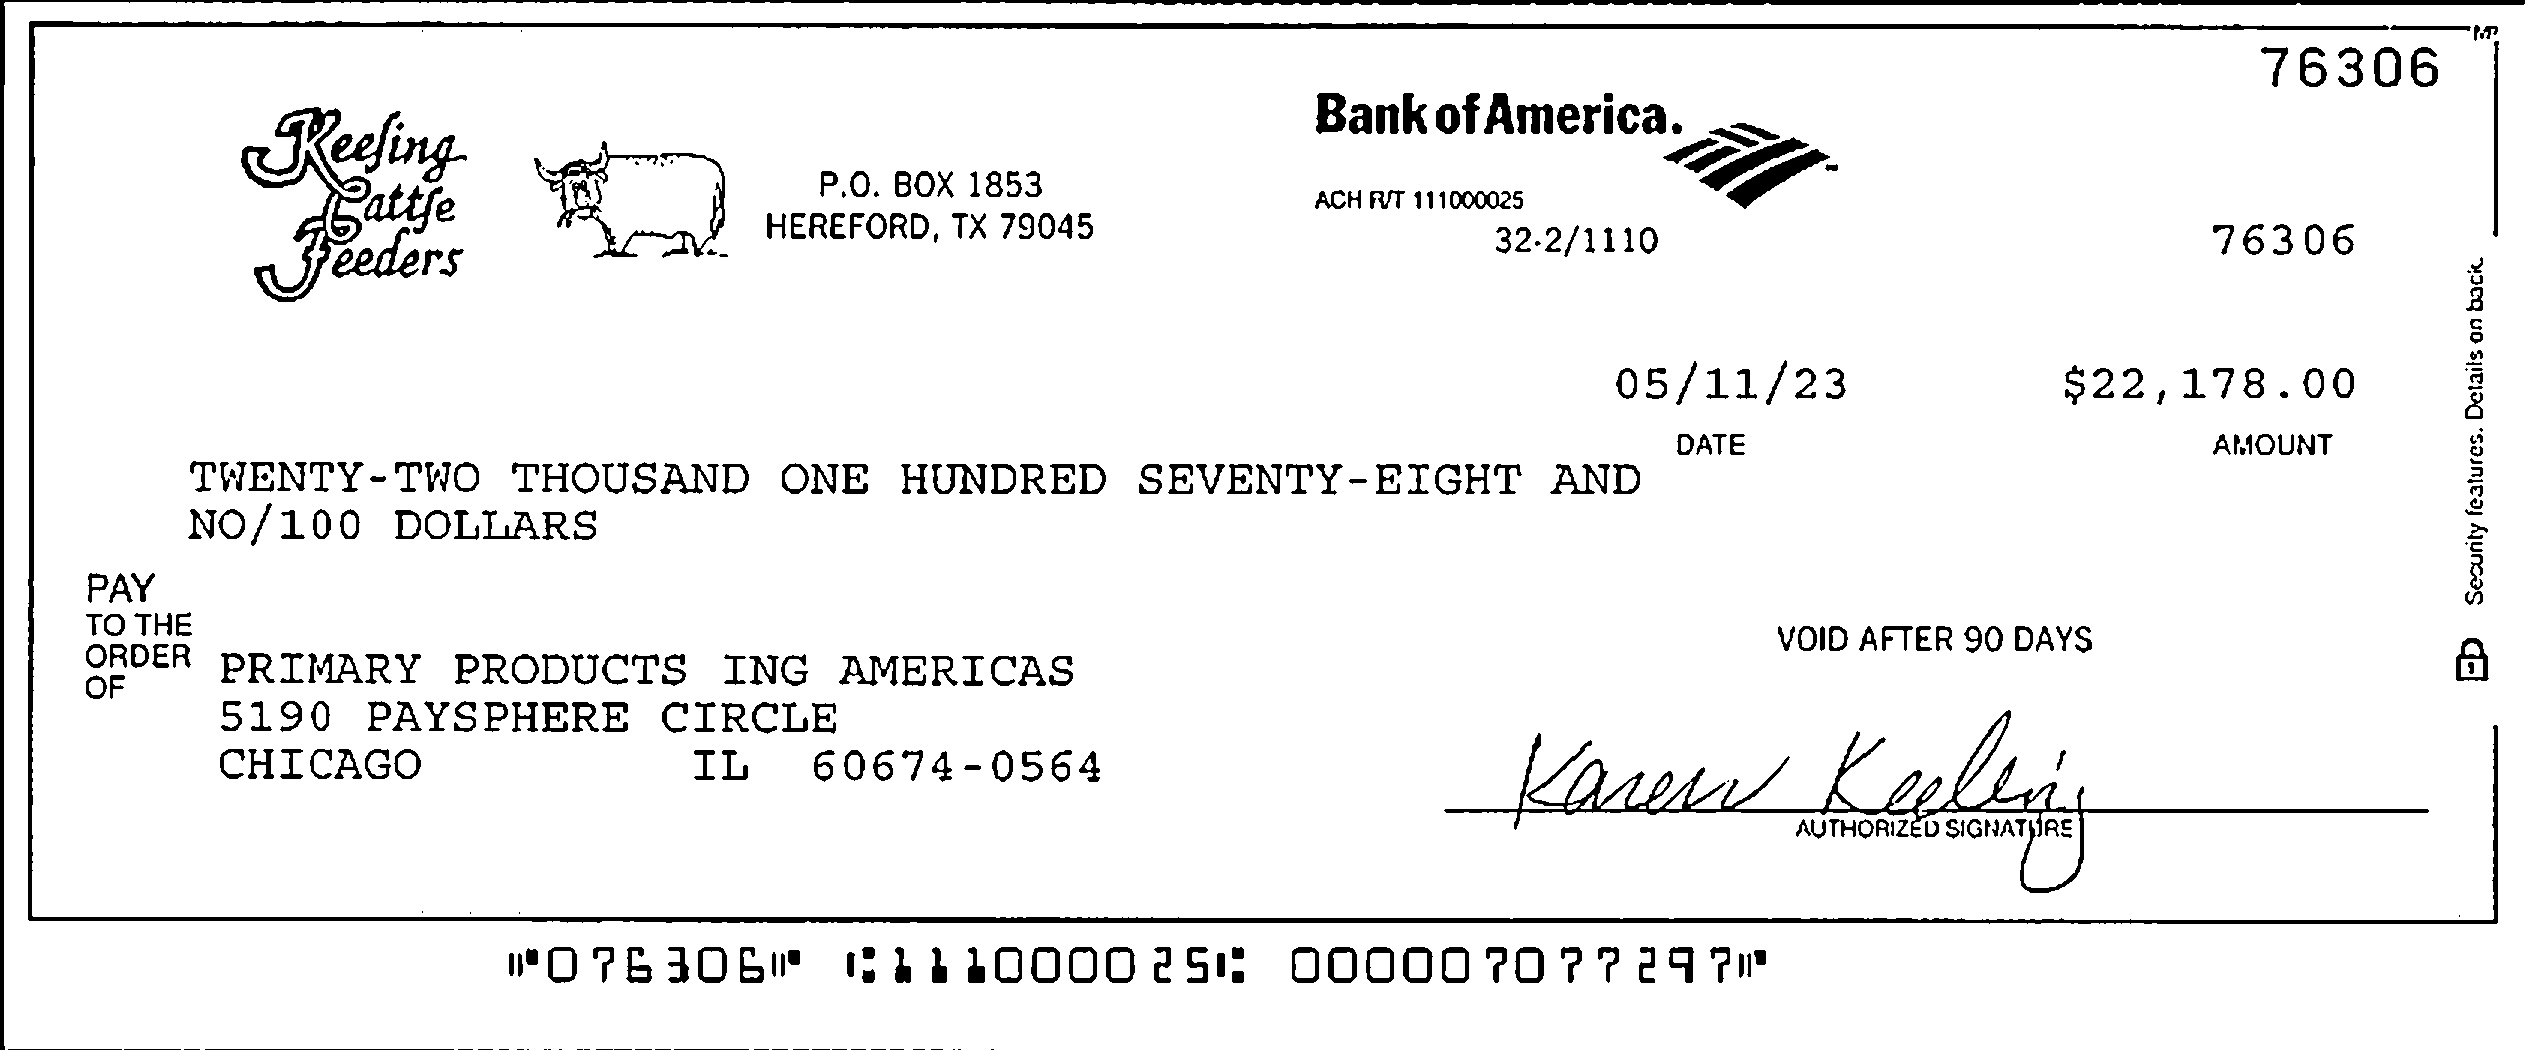 MP
76306
Keeling
Cattle
Feeders
P.O. BOX 1853
HEREFORD, TX 79045
Bank of America.
ACH R/T 111000025
32-2/1110
76306
05/11/23
$22,178.00
DATE
AMOUNT
TWENTY-TWO THOUSAND ONE HUNDRED SEVENTY-EIGHT AND
NO/100 DOLLARS
PAY
TO THE
ORDER
OF
PRIMARY PRODUCTS ING AMERICAS
5190 PAYSPHERE CIRCLE
CHICAGO IL 60674-0564
VOID AFTER 90 DAYS
Karen Keeling
AUTHORIZED SIGNATURE
Security features. Details on back.
⑈076306⑈ ⑆111000025⑆ 000007077297⑈